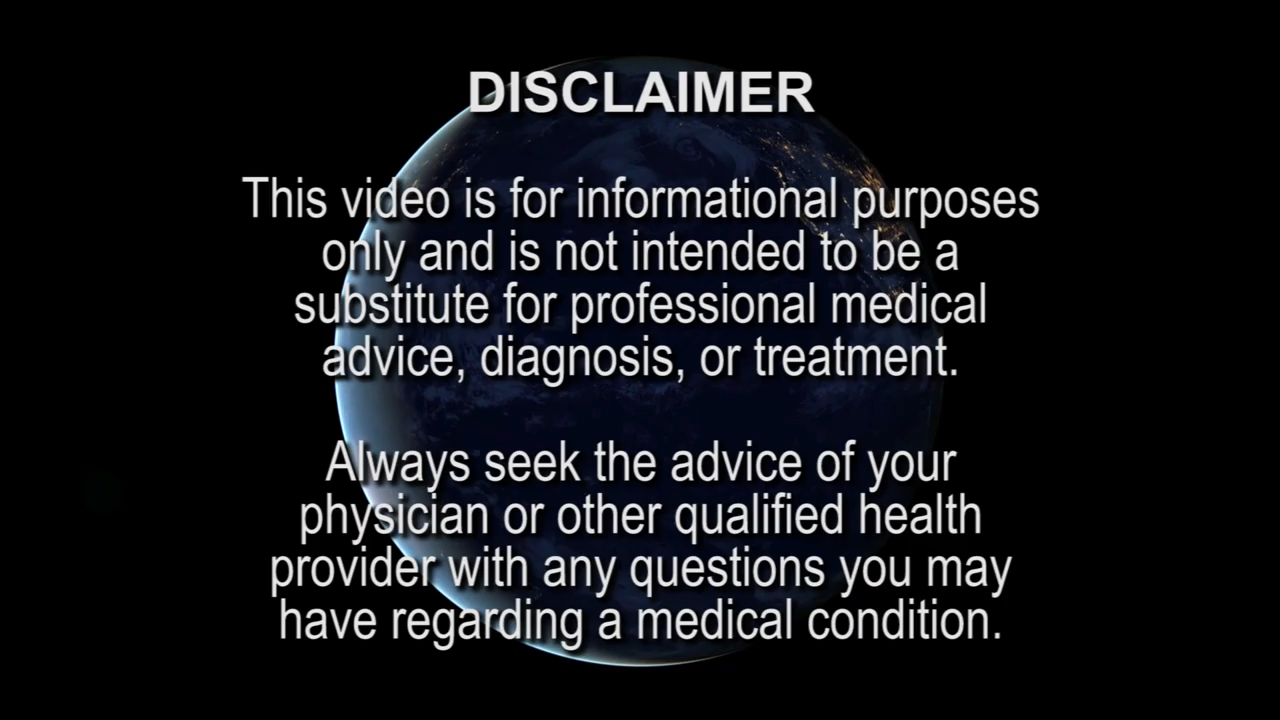 DISCLAIMER
This video is for informational purposes
only and is not intended to be a
substitute for professional medical
advice, diagnosis, or treatment.
Always seek the advice of your
physician or other qualified health
provider with any questions you may
have regarding a medical condition.